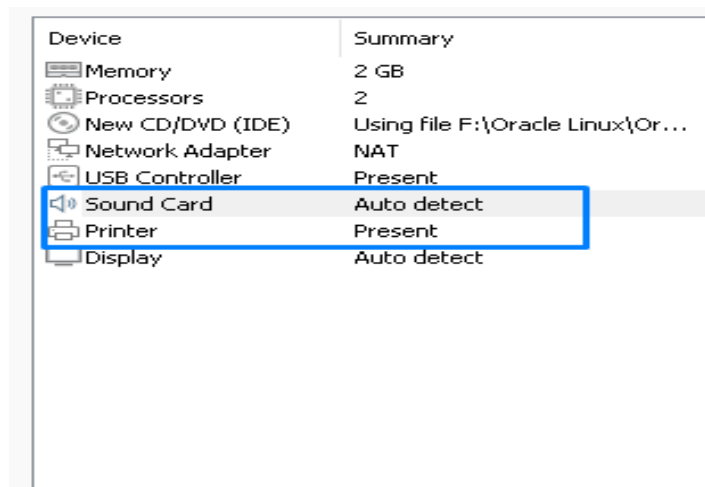 Device Summary
Memory 2 GB
Processors 2
New CD/DVD (IDE) Using file F:\Oracle Linux\Or...
Network Adapter NAT
USB Controller Present
Sound Card Auto detect
Printer Present
Display Auto detect